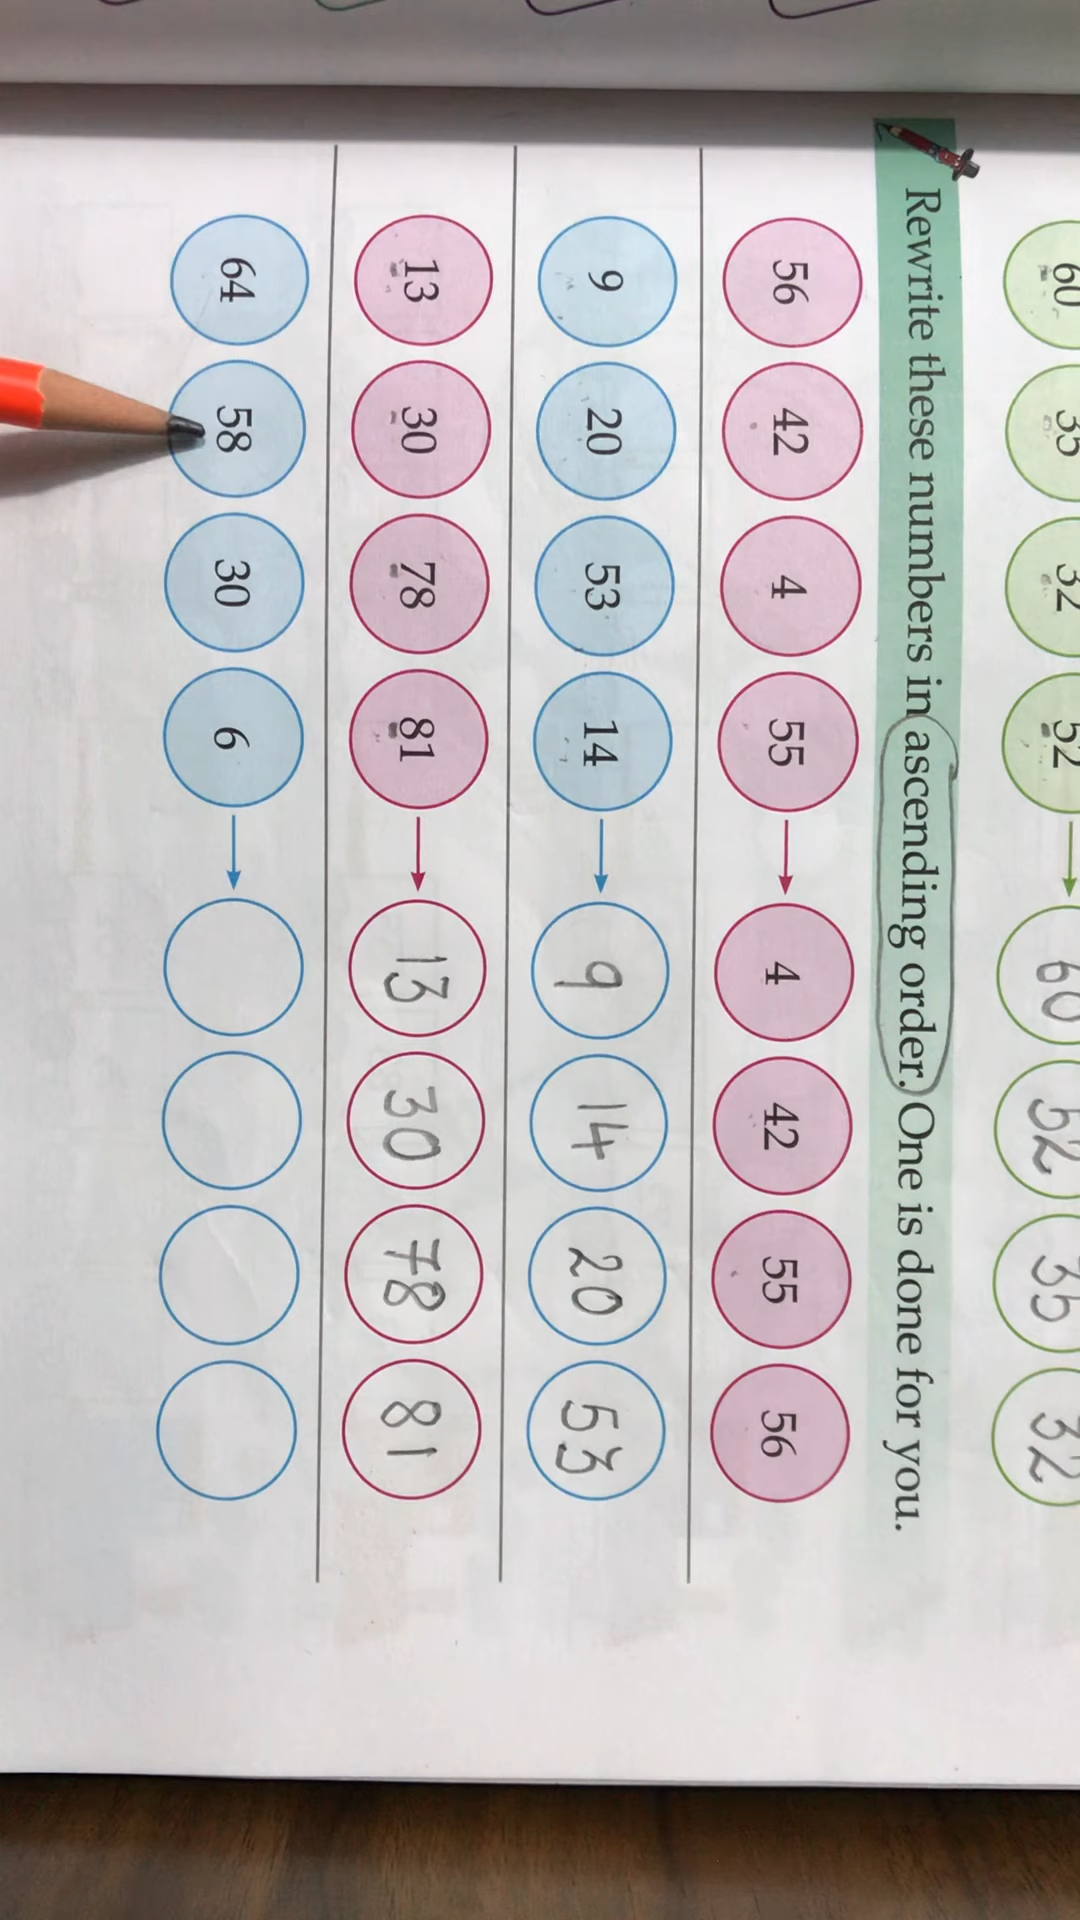 60 35 32 52 → 60 52 35 32
Rewrite these numbers in ascending order. One is done for you.
56 42 4 55 → 4 42 55 56
9 20 53 14 → 9 14 20 53
13 30 78 81 → 13 30 78 81
64 58 30 6 →